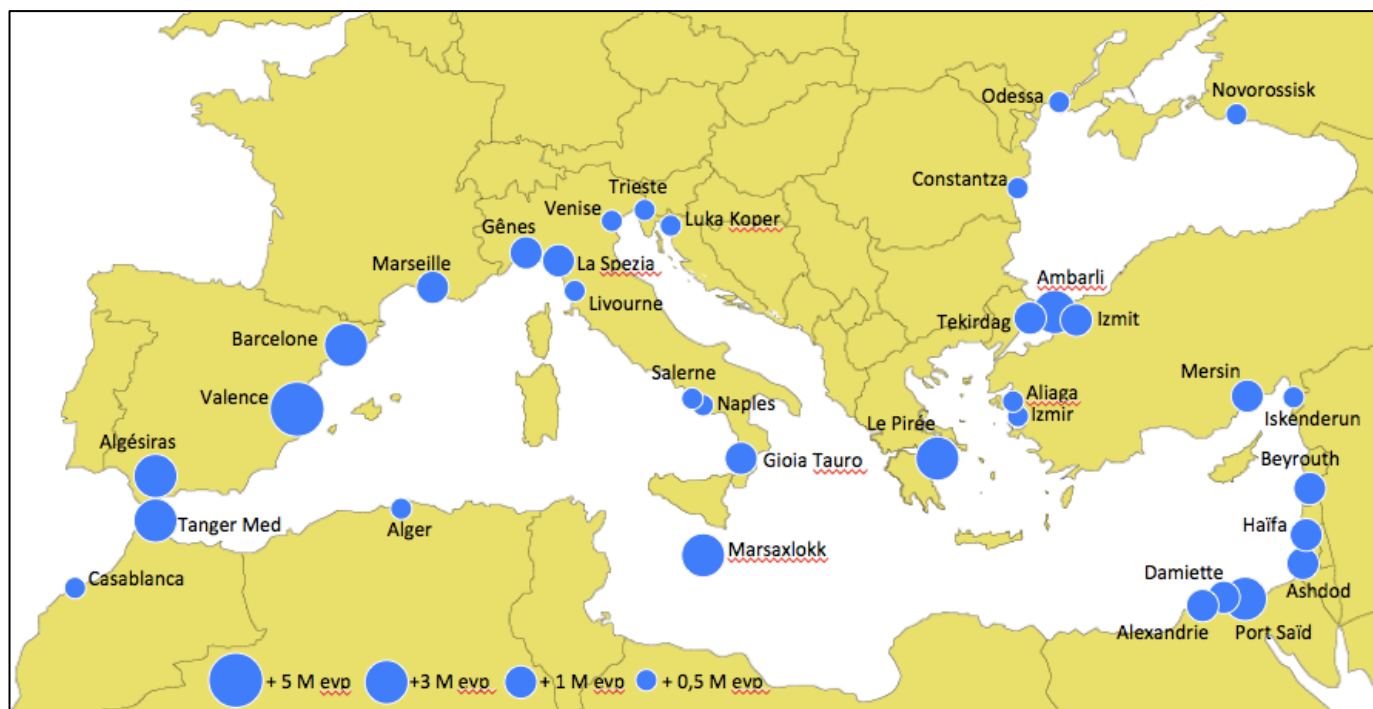 Odessa
Novorossisk
Constantza
Trieste
Venise
Luka Koper
Gênes
La Spezia
Marseille
Livourne
Ambarli
Tekirdag
Izmit
Barcelone
Salerne
Naples
Mersin
Aliaga
Izmir
Iskenderun
Valence
Le Pirée
Algésiras
Gioia Tauro
Beyrouth
Tanger Med
Alger
Haïfa
Marsaxlokk
Casablanca
Damiette
Ashdod
Alexandrie
Port Saïd
+ 5 M evp
+3 M evp
+ 1 M evp
+ 0,5 M evp